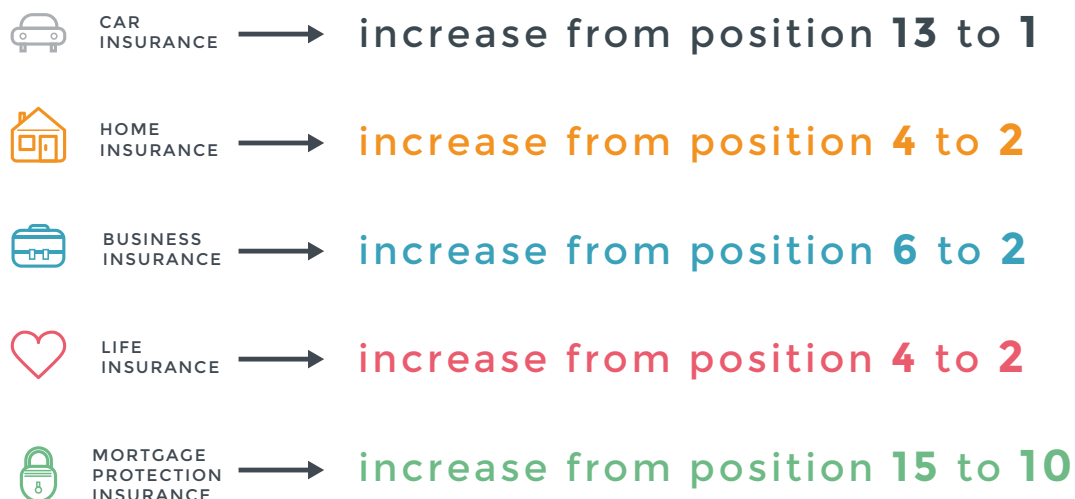 CAR
INSURANCE
increase from position 13 to 1
HOME
INSURANCE
increase from position 4 to 2
BUSINESS
INSURANCE
increase from position 6 to 2
LIFE
INSURANCE
increase from position 4 to 2
MORTGAGE
PROTECTION
INSURANCE
increase from position 15 to 10